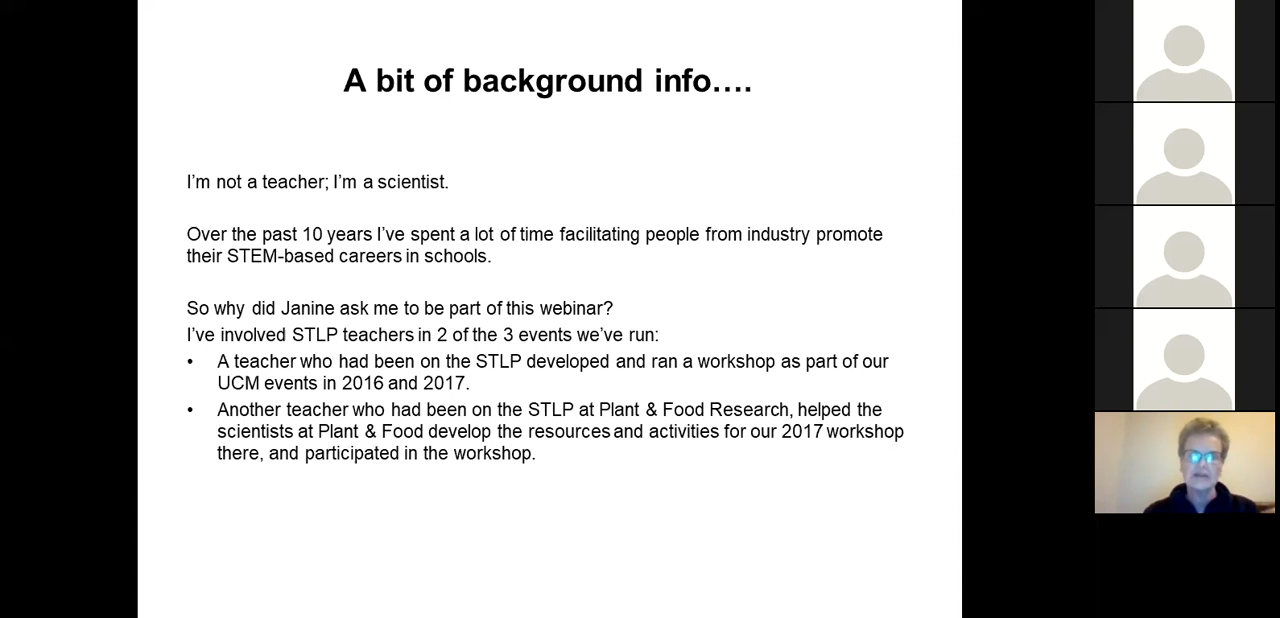 A bit of background info….
I'm not a teacher; I'm a scientist.
Over the past 10 years I've spent a lot of time facilitating people from industry promote
their STEM-based careers in schools.
So why did Janine ask me to be part of this webinar?
I've involved STLP teachers in 2 of the 3 events we've run:
• A teacher who had been on the STLP developed and ran a workshop as part of our
UCM events in 2016 and 2017.
• Another teacher who had been on the STLP at Plant & Food Research, helped the
scientists at Plant & Food develop the resources and activities for our 2017 workshop
there, and participated in the workshop.